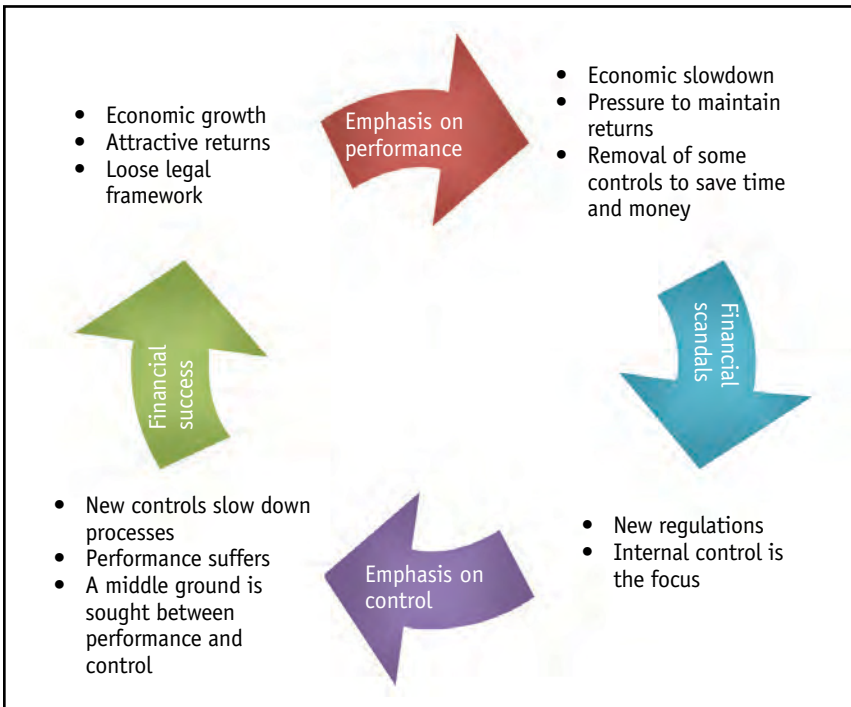 • Economic growth
• Attractive returns
• Loose legal
framework
Emphasis on
performance
• Economic slowdown
• Pressure to maintain
returns
• Removal of some
controls to save time
and money
Financial
scandals
• New regulations
• Internal control is
the focus
Emphasis on
control
• New controls slow down
processes
• Performance suffers
• A middle ground is
sought between
performance and
control
Financial
success